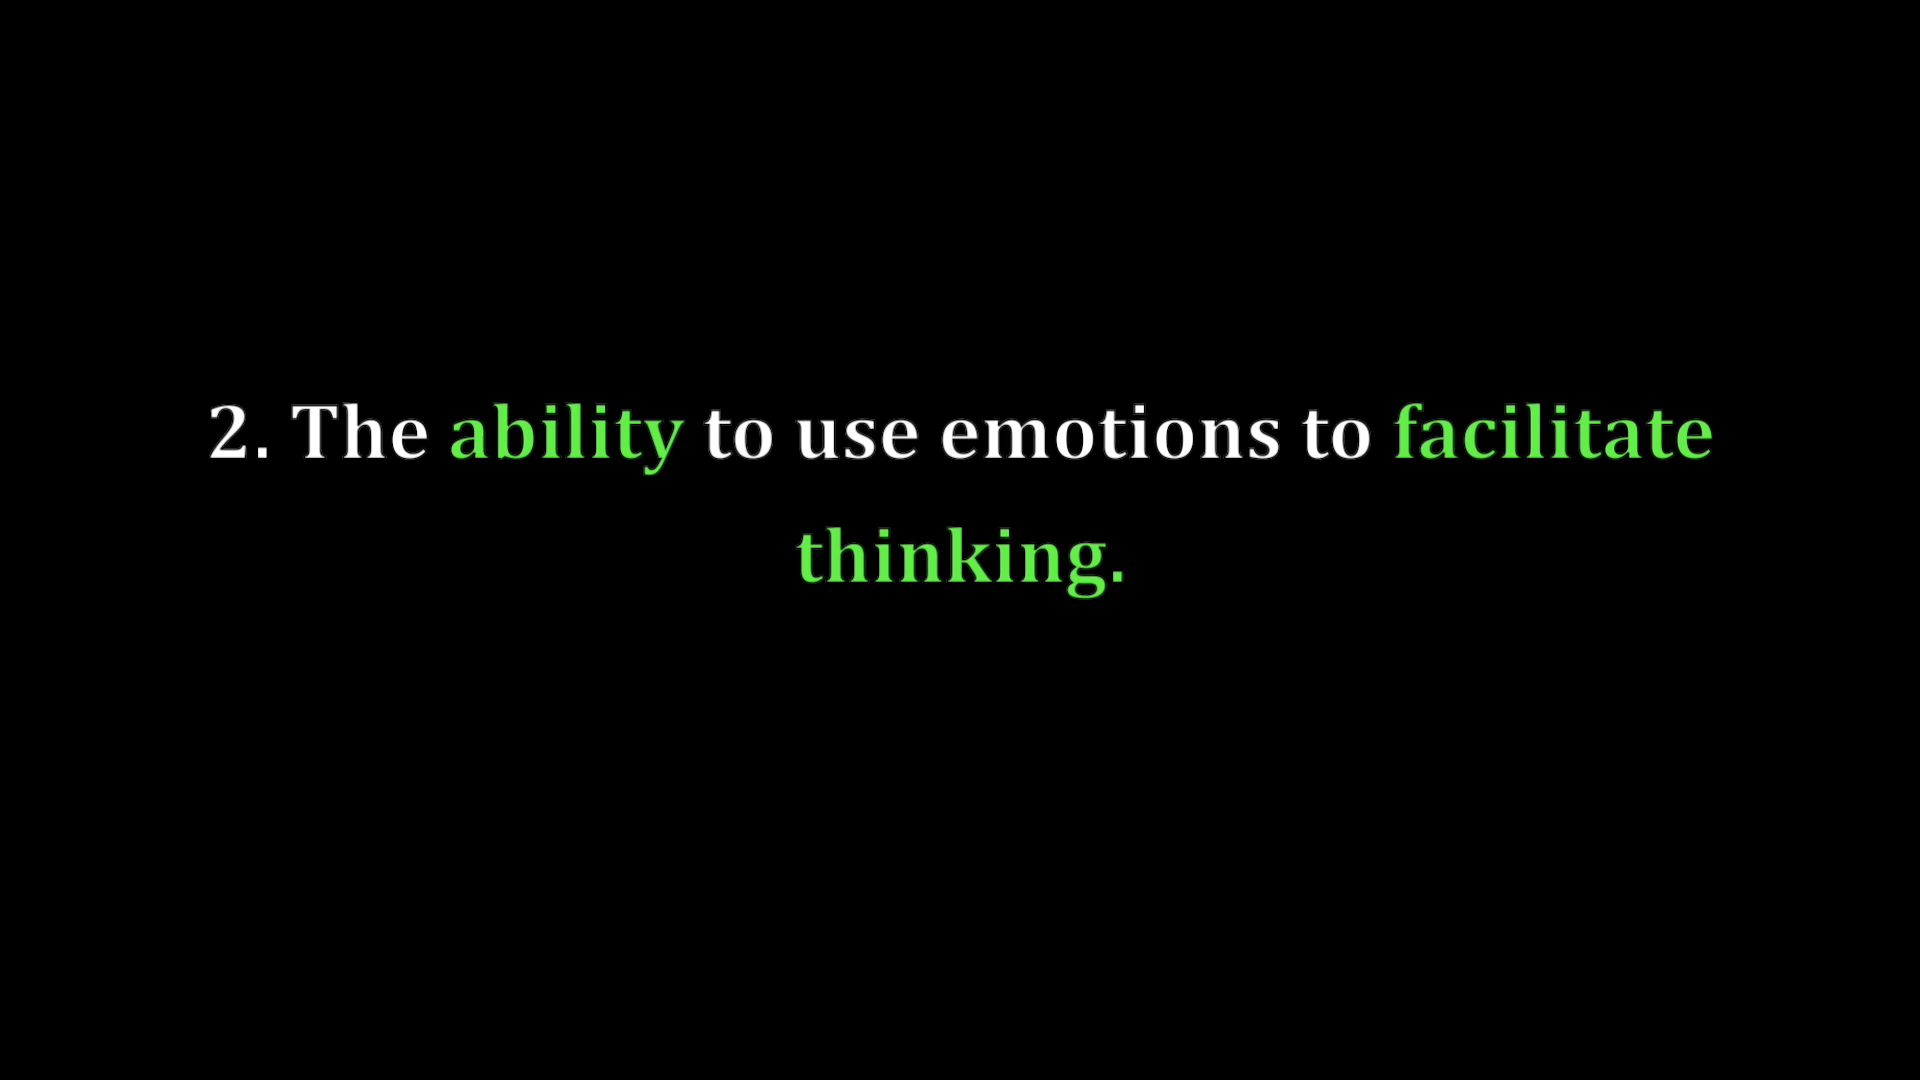 2. The ability to use emotions to facilitate
thinking.